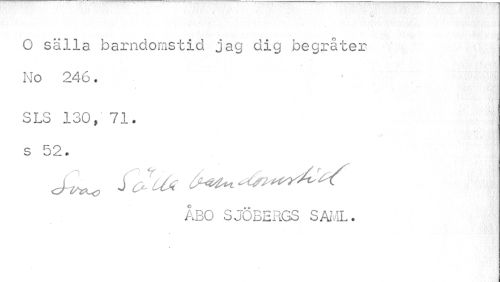 O sälla barndomstid jag dig begråter
No 246.
SLS 130, 71.
s 52.
Svas Sälla barndomstid
ÅBO SJÖBERGS SAML.